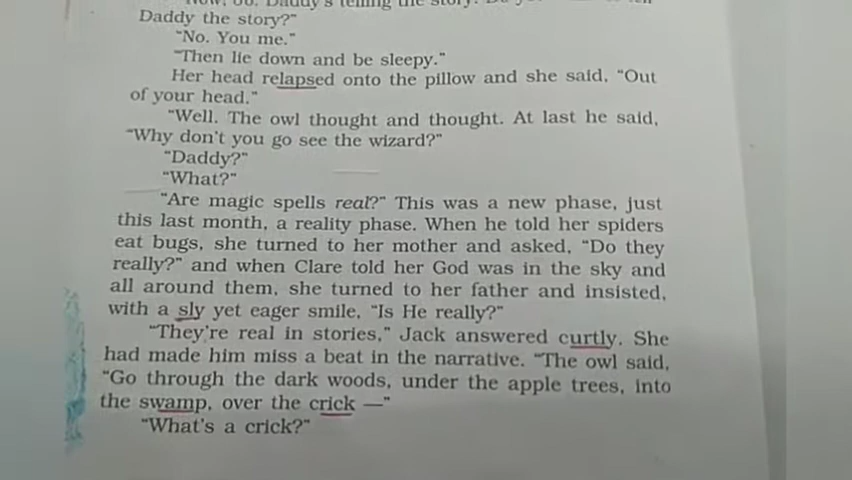 Daddy's telling the story.
Daddy the story?"
"No. You me."
"Then lie down and be sleepy."
Her head relapsed onto the pillow and she said, "Out
of your head."
"Well. The owl thought and thought. At last he said,
"Why don't you go see the wizard?"
"Daddy?"
"What?"
"Are magic spells real?" This was a new phase, just
this last month, a reality phase. When he told her spiders
eat bugs, she turned to her mother and asked, "Do they
really?" and when Clare told her God was in the sky and
all around them, she turned to her father and insisted,
with a sly yet eager smile, "Is He really?"
"They're real in stories," Jack answered curtly. She
had made him miss a beat in the narrative. "The owl said,
"Go through the dark woods, under the apple trees, into
the swamp, over the crick —"
"What's a crick?"